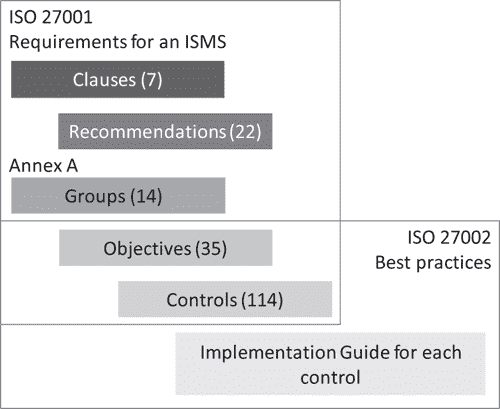 ISO 27001
Requirements for an ISMS
Clauses (7)
Recommendations (22)
Annex A
Groups (14)
Objectives (35)
ISO 27002
Best practices
Controls (114)
Implementation Guide for each
control